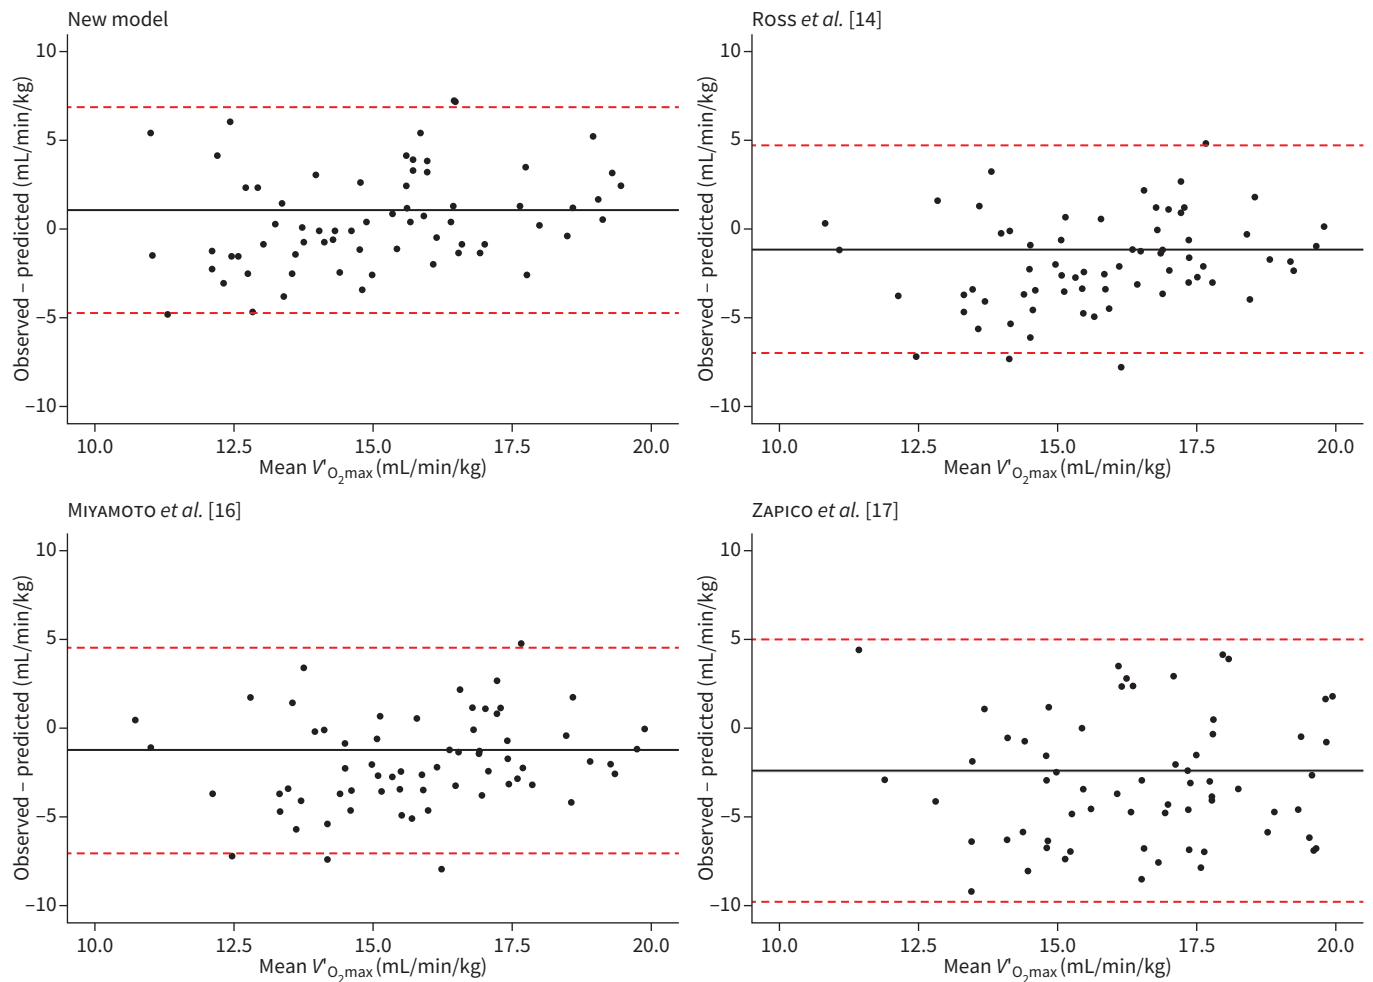 New model
Observed – predicted (mL/min/kg)
10
5
0
–5
–10
10.0 12.5 15.0 17.5 20.0
Mean V'O2max (mL/min/kg)
Ross et al. [14]
Observed – predicted (mL/min/kg)
10
5
0
–5
–10
10.0 12.5 15.0 17.5 20.0
Mean V'O2max (mL/min/kg)
Miyamoto et al. [16]
Observed – predicted (mL/min/kg)
10
5
0
–5
–10
10.0 12.5 15.0 17.5 20.0
Mean V'O2max (mL/min/kg)
Zapico et al. [17]
Observed – predicted (mL/min/kg)
10
5
0
–5
–10
10.0 12.5 15.0 17.5 20.0
Mean V'O2max (mL/min/kg)